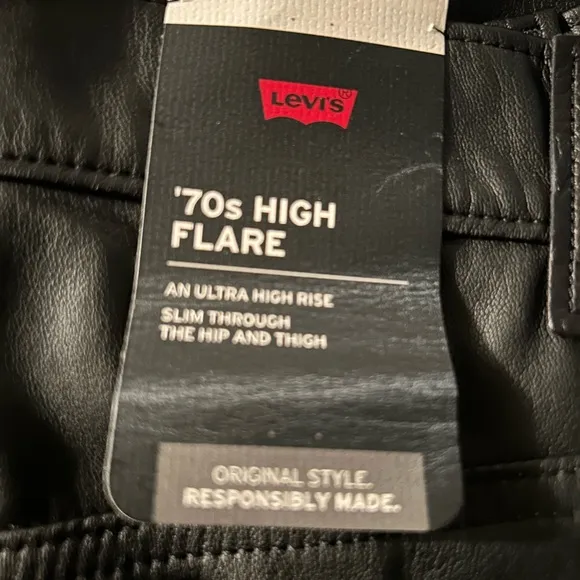 Levi's®
'70s HIGH
FLARE
AN ULTRA HIGH RISE
SLIM THROUGH
THE HIP AND THIGH
ORIGINAL STYLE.
RESPONSIBLY MADE.